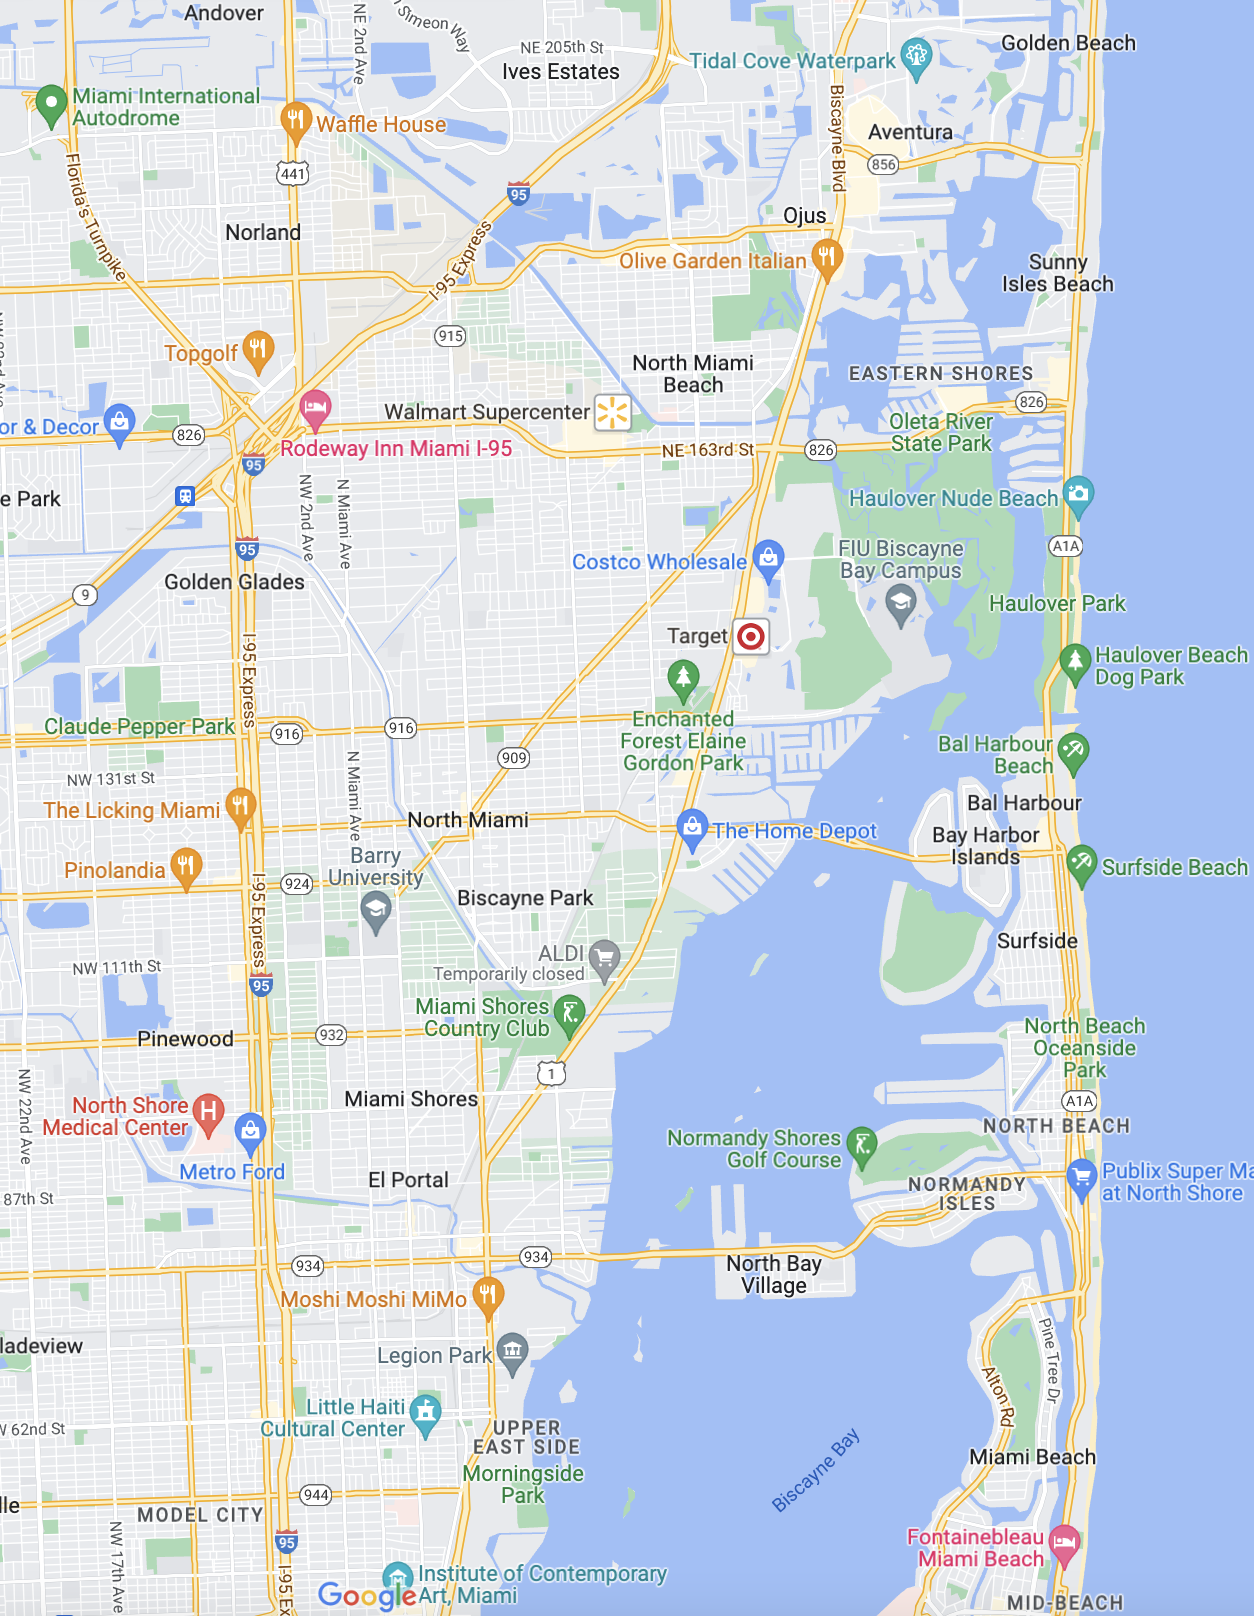 Andover
NE 2nd Ave
Simeon Way
NE 205th St
Ives Estates
Tidal Cove Waterpark
Golden Beach
Miami International
Autodrome
Waffle House
Biscayne Blvd
Aventura
856
441
95
Florida's Turnpike
Norland
Ojus
I-95 Express
Olive Garden Italian
Sunny
Isles Beach
915
Topgolf
North Miami
Beach
EASTERN SHORES
826
Walmart Supercenter
or & Decor
826
Oleta River
State Park
Rodeway Inn Miami I-95
NE 163rd St
826
95
e Park
NW 2nd Ave
N Miami Ave
Haulover Nude Beach
95
A1A
Costco Wholesale
FIU Biscayne
Bay Campus
Golden Glades
9
Haulover Park
Target
I-95 Express
Haulover Beach
Dog Park
Claude Pepper Park
916
916
Enchanted
Forest Elaine
Gordon Park
909
Bal Harbour
Beach
NW 131st St
N Miami Ave
Bal Harbour
The Licking Miami
North Miami
The Home Depot
Bay Harbor
Islands
Pinolandia
Barry
University
Surfside Beach
924
I-95 Express
Biscayne Park
Surfside
ALDI
Temporarily closed
NW 111th St
95
Miami Shores
Country Club
Pinewood
932
North Beach
Oceanside
Park
1
NW 22nd Ave
Miami Shores
A1A
North Shore
Medical Center
H
NORTH BEACH
Normandy Shores
Golf Course
Metro Ford
El Portal
Publix Super Ma
at North Shore
NORMANDY
ISLES
87th St
934
934
North Bay
Village
Moshi Moshi MiMo
ladeview
Legion Park
Pine Tree Dr
Alton Rd
Little Haiti
Cultural Center
W 62nd St
UPPER
EAST SIDE
Biscayne Bay
Miami Beach
Morningside
Park
lle
944
MODEL CITY
NW 17th Ave
95
Fontainebleau
Miami Beach
I-95 Ex
Institute of Contemporary
Art, Miami
Google
MID-BEACH